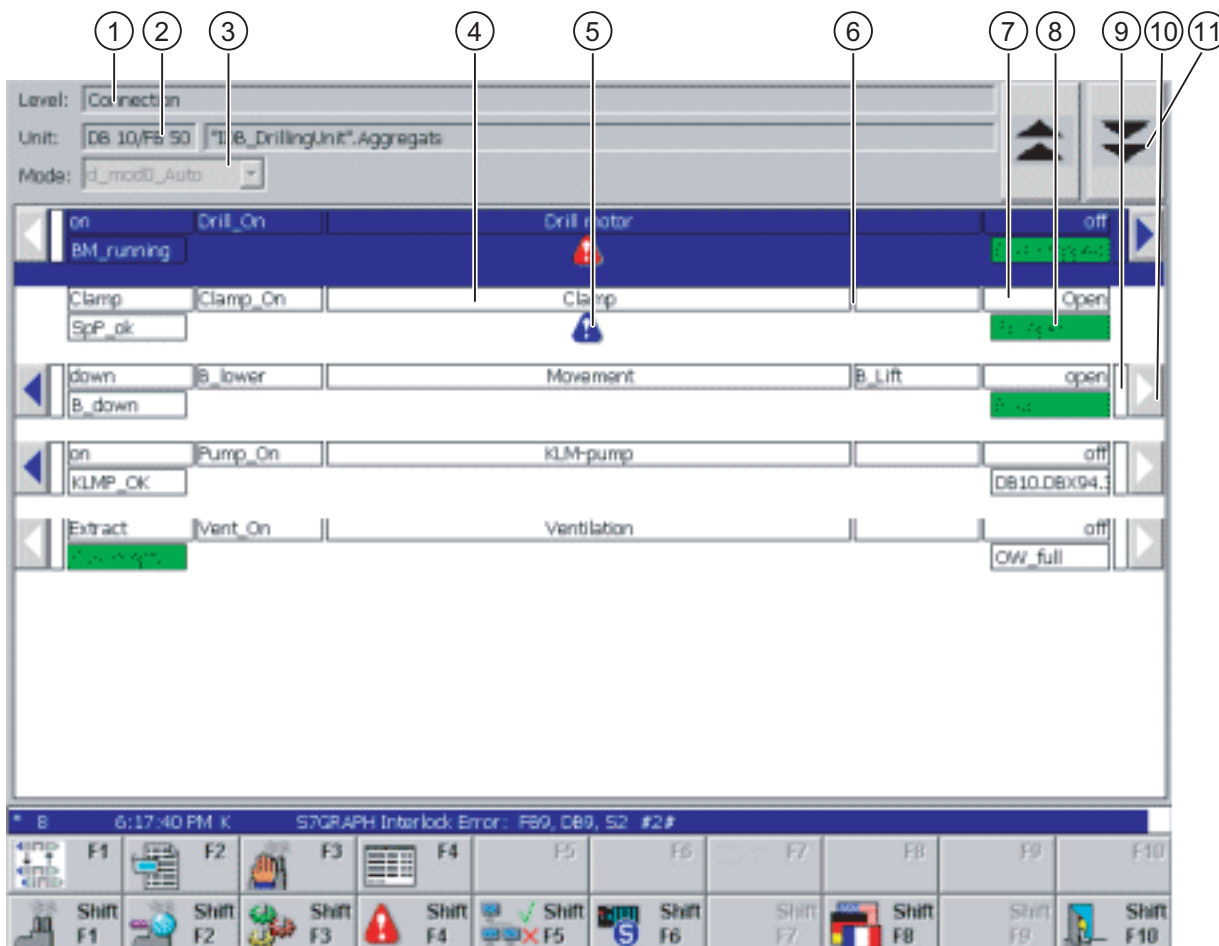 1 2 3 4 5 6 7 8 9 10 11
Level: Connection
Unit: DB 10/FB 50 "IDB_DrillingUnit".Aggregats
Mode: d_mod0_Auto
on Drill_On Drill motor off
BM_running
Clamp Clamp_On Clamp Open
SpP_ok
down B_lower Movement B_Lift open
B_down
on Pump_On KLM-pump off
KLMP_OK DB10.DBX94.3
Extract Vent_On Ventilation off
OW_full
* B 6:17:40 PM K S7GRAPH Interlock Error: FB9, DB9, S2 #2#
F1 F2 F3 F4 F5 F6 F7 F8 F9 F10
Shift Shift Shift Shift Shift Shift Shift Shift Shift Shift
F1 F2 F3 F4 F5 S F6 F7 F8 F9 F10